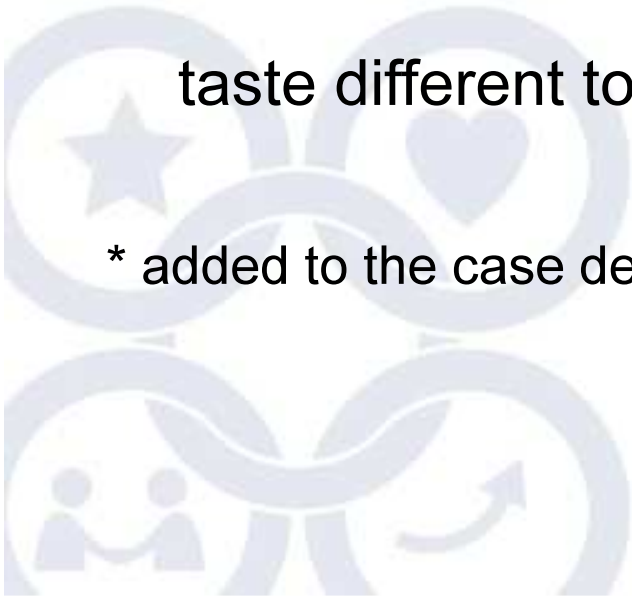 taste different to
* added to the case de